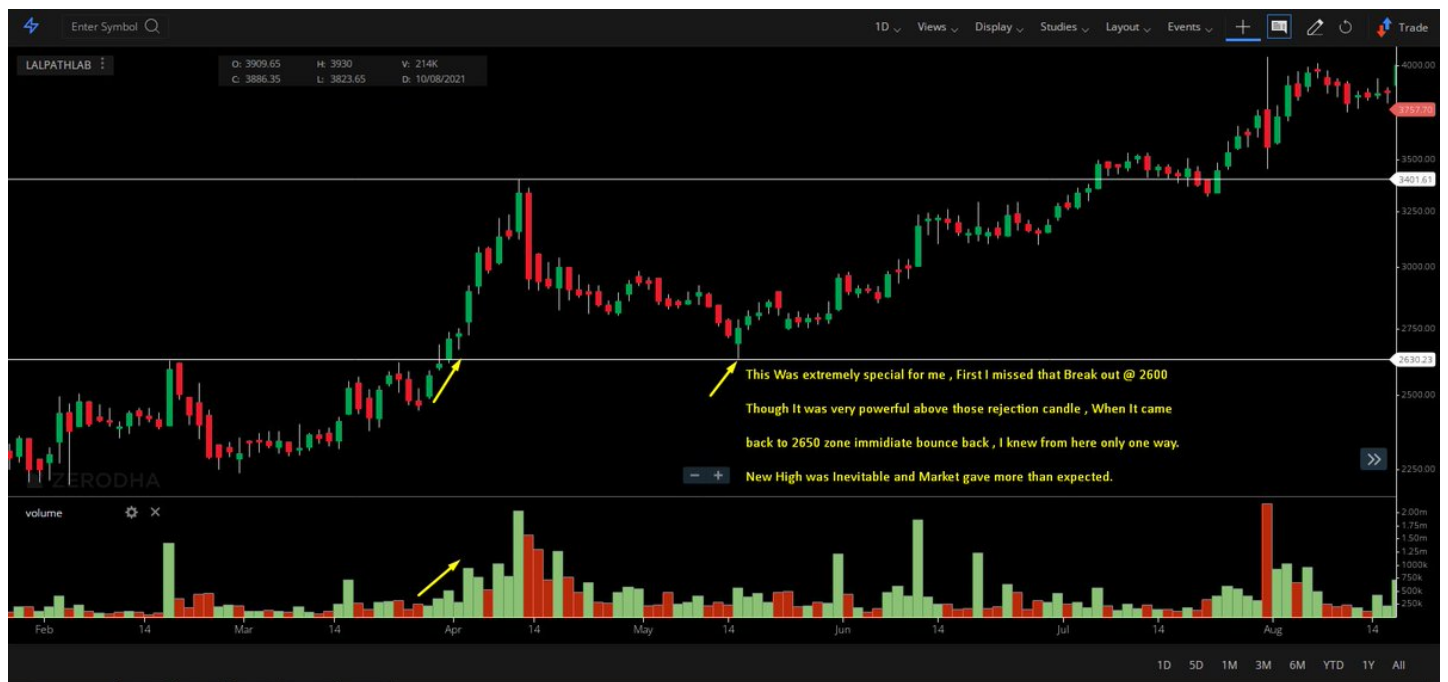 Enter Symbol
1D Views Display Studies Layout Events Trade
LALPATHLAB
O: 3909.65 H: 3930 V: 214K
C: 3886.35 L: 3823.65 D: 10/08/2021
4000.00
3757.70
3500.00
3401.61
3250.00
3000.00
2750.00
2630.23
2500.00
2250.00
This Was extremely special for me , First I missed that Break out @ 2600
Though It was very powerful above those rejection candle , When It came
back to 2650 zone immidiate bounce back , I knew from here only one way.
New High was Inevitable and Market gave more than expected.
ZERODHA
volume
2.00m
1.75m
1.50m
1.25m
1000k
750k
500k
250k
Feb 14 Mar 14 Apr 14 May 14 Jun 14 Jul 14 Aug 14
1D 5D 1M 3M 6M YTD 1Y All